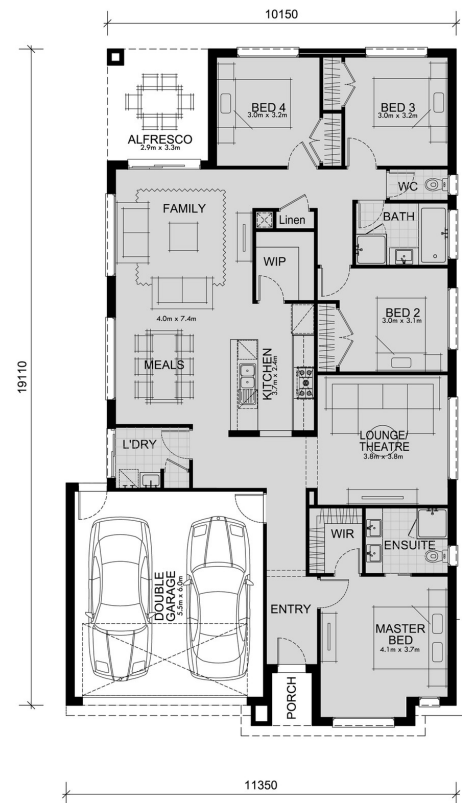 10150
BED 4
3.0m x 3.2m
BED 3
3.0m x 3.2m
ALFRESCO
2.9m x 3.3m
WC
FAMILY
Linen
BATH
WIP
4.0m x 7.4m
BED 2
3.0m x 3.1m
19110
MEALS
KITCHEN
3.7m x 2.4m
L'DRY
LOUNGE/
THEATRE
3.8m x 3.8m
WIR
ENSUITE
DOUBLE
GARAGE
5.5m x 6.0m
ENTRY
MASTER
BED
4.1m x 3.7m
PORCH
11350